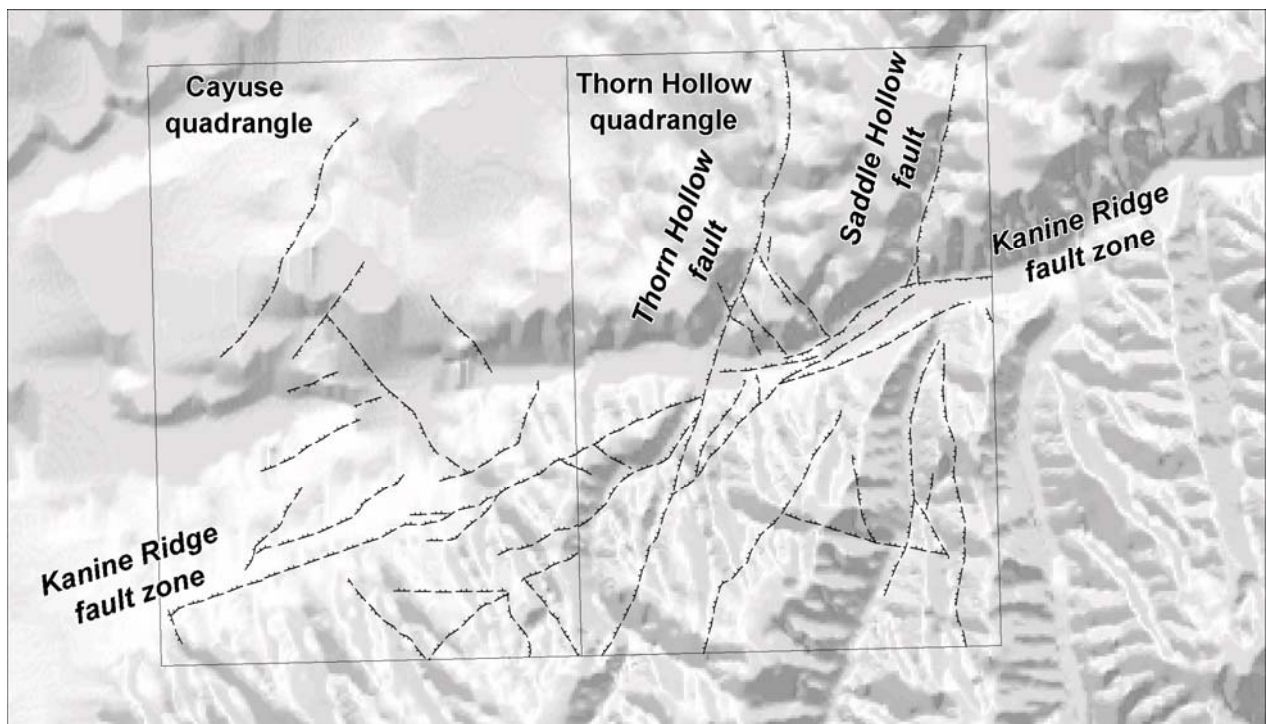 Cayuse
quadrangle
Thorn Hollow
quadrangle
Thorn Hollow
fault
Saddle Hollow
fault
Kanine Ridge
fault zone
Kanine Ridge
fault zone